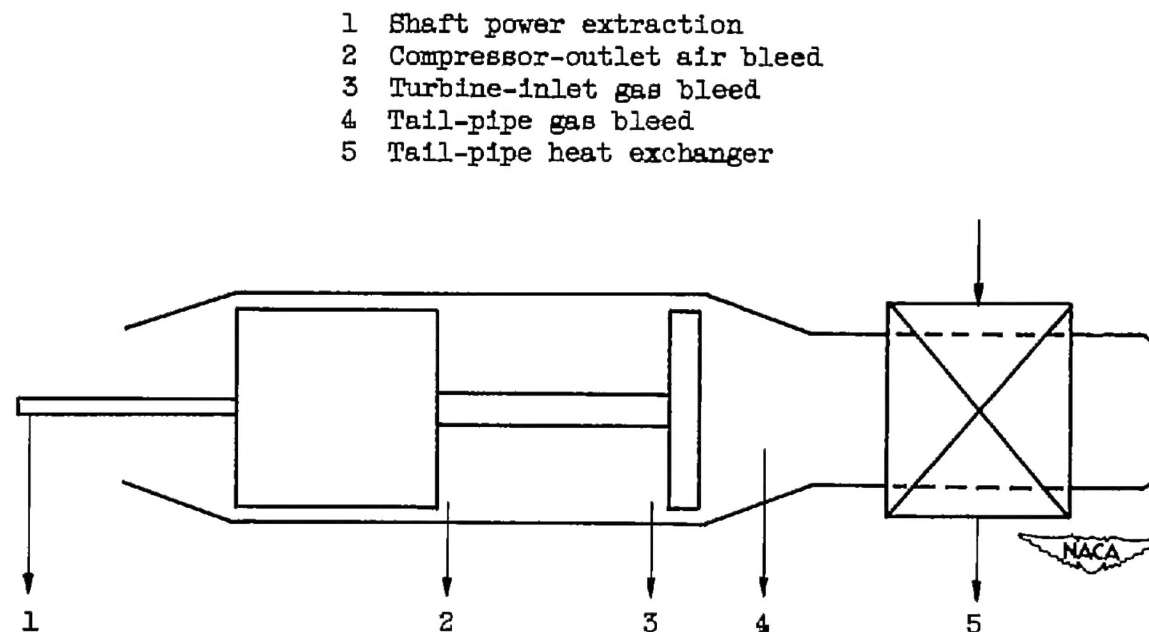 1 Shaft power extraction
2 Compressor-outlet air bleed
3 Turbine-inlet gas bleed
4 Tail-pipe gas bleed
5 Tail-pipe heat exchanger
NACA
1 2 3 4 5